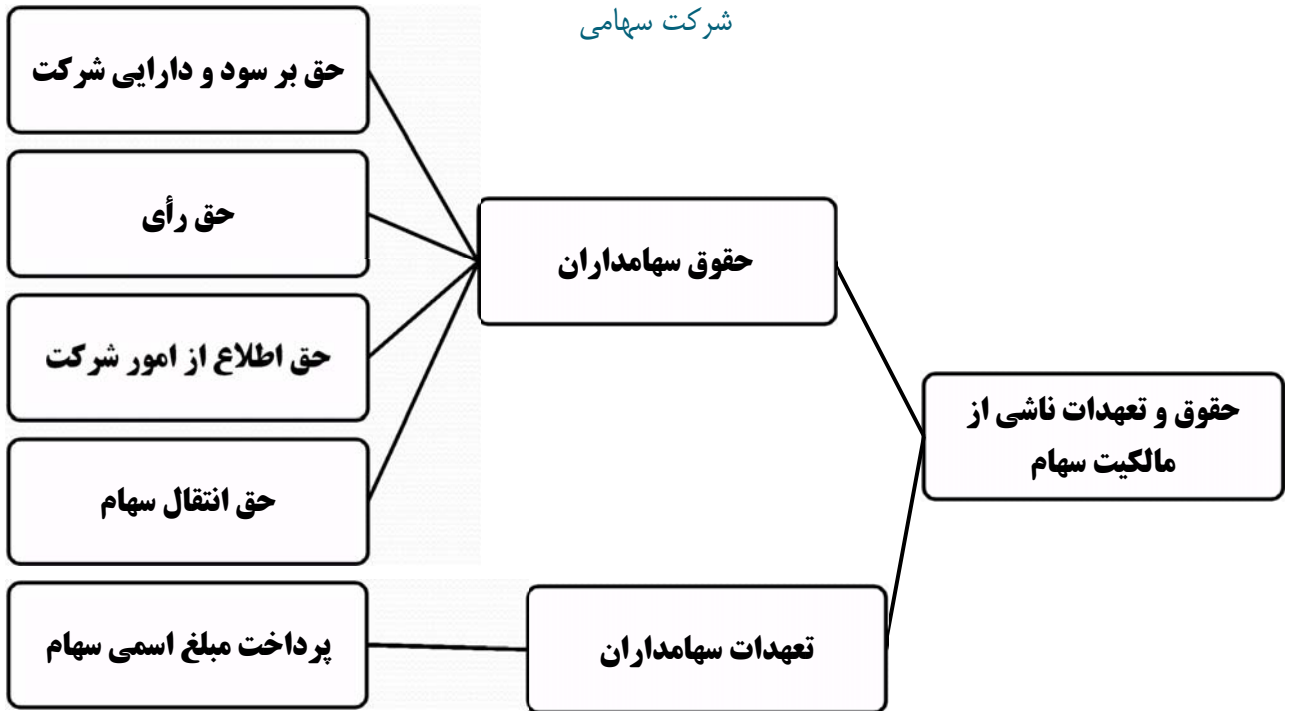 شرکت سهامی
حقوق و تعهدات ناشی از
مالکیت سهام
حقوق سهامداران
حق بر سود و دارایی شرکت
حق رأی
حق اطلاع از امور شرکت
حق انتقال سهام
تعهدات سهامداران
پرداخت مبلغ اسمی سهام